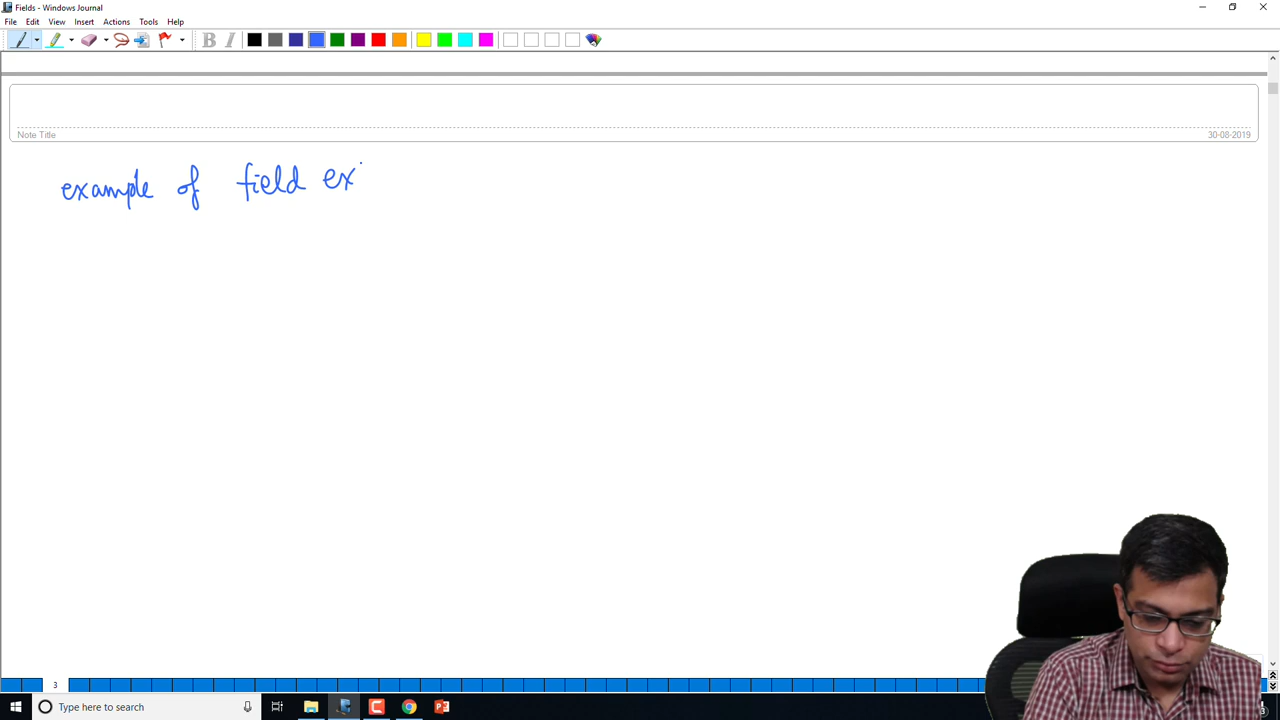 Fields - Windows Journal
File Edit View Insert Actions Tools Help
B I
Note Title
30-08-2019
example of field ex
3
Type here to search